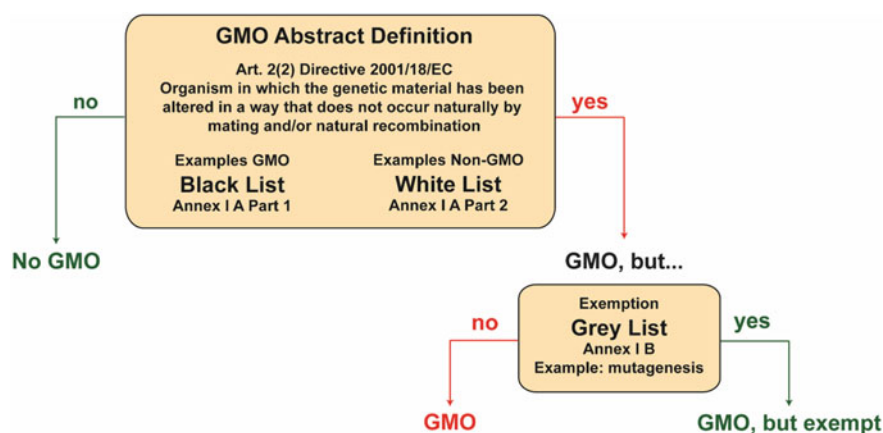 GMO Abstract Definition
Art. 2(2) Directive 2001/18/EC
Organism in which the genetic material has been
altered in a way that does not occur naturally by
mating and/or natural recombination
no
yes
Examples GMO
Black List
Annex I A Part 1
Examples Non-GMO
White List
Annex I A Part 2
No GMO
GMO, but...
Exemption
Grey List
Annex I B
Example: mutagenesis
no
yes
GMO
GMO, but exempt